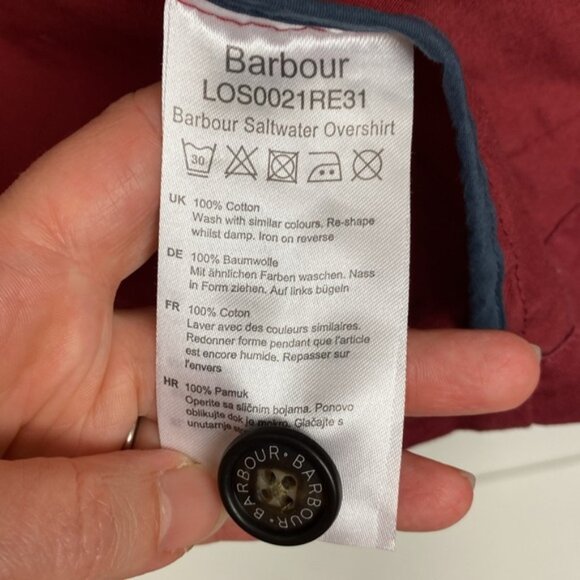 Barbour
LOS0021RE31
Barbour Saltwater Overshirt
30
UK 100% Cotton
Wash with similar colours. Re-shape
whilst damp. Iron on reverse
DE 100% Baumwolle
Mit ähnlichen Farben waschen. Nass
in Form ziehen. Auf links bügeln
FR 100% Coton
Laver avec des couleurs similaires.
Redonner forme pendant que l'article
est encore humide. Repasser sur
l'envers
HR 100% Pamuk
Operite sa sličnim bojama. Ponovo
oblikujte dok je mokro. Glačajte s
unutarnje
BARBOUR • BARBOUR •